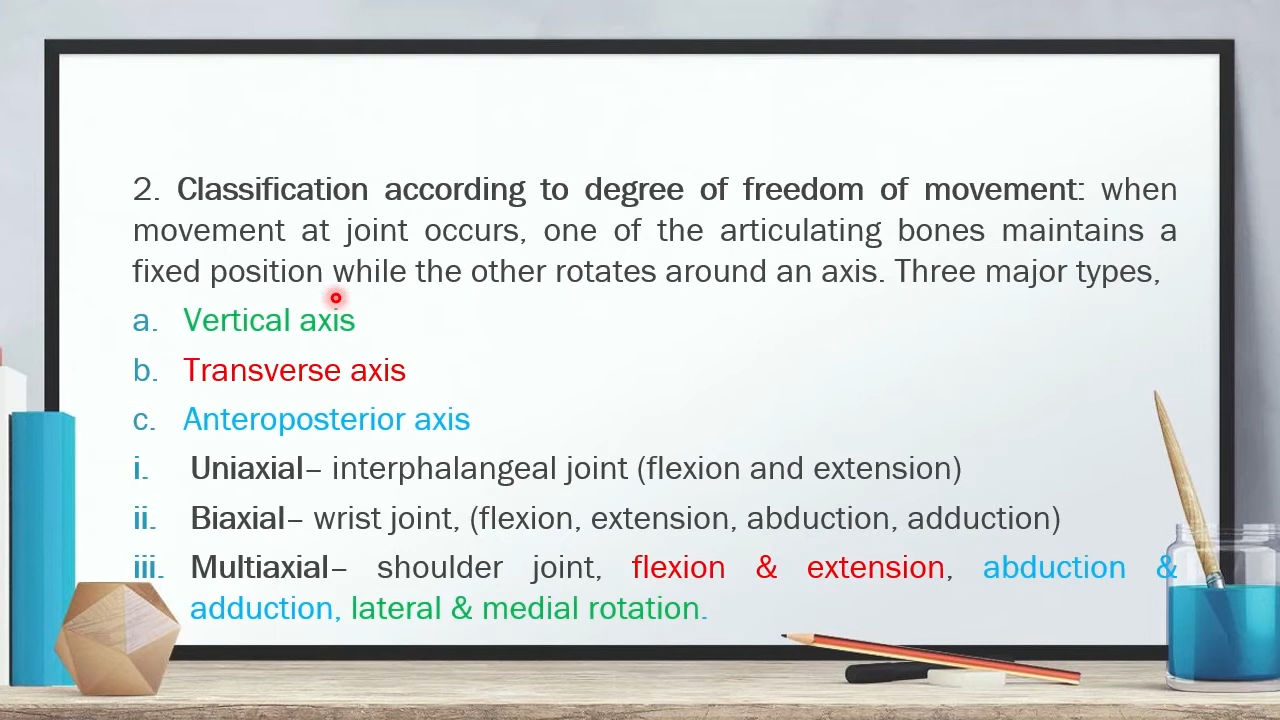 2. Classification according to degree of freedom of movement: when
movement at joint occurs, one of the articulating bones maintains a
fixed position while the other rotates around an axis. Three major types,
a. Vertical axis
b. Transverse axis
c. Anteroposterior axis
i. Uniaxial– interphalangeal joint (flexion and extension)
ii. Biaxial– wrist joint, (flexion, extension, abduction, adduction)
iii. Multiaxial– shoulder joint, flexion & extension, abduction &
adduction, lateral & medial rotation.